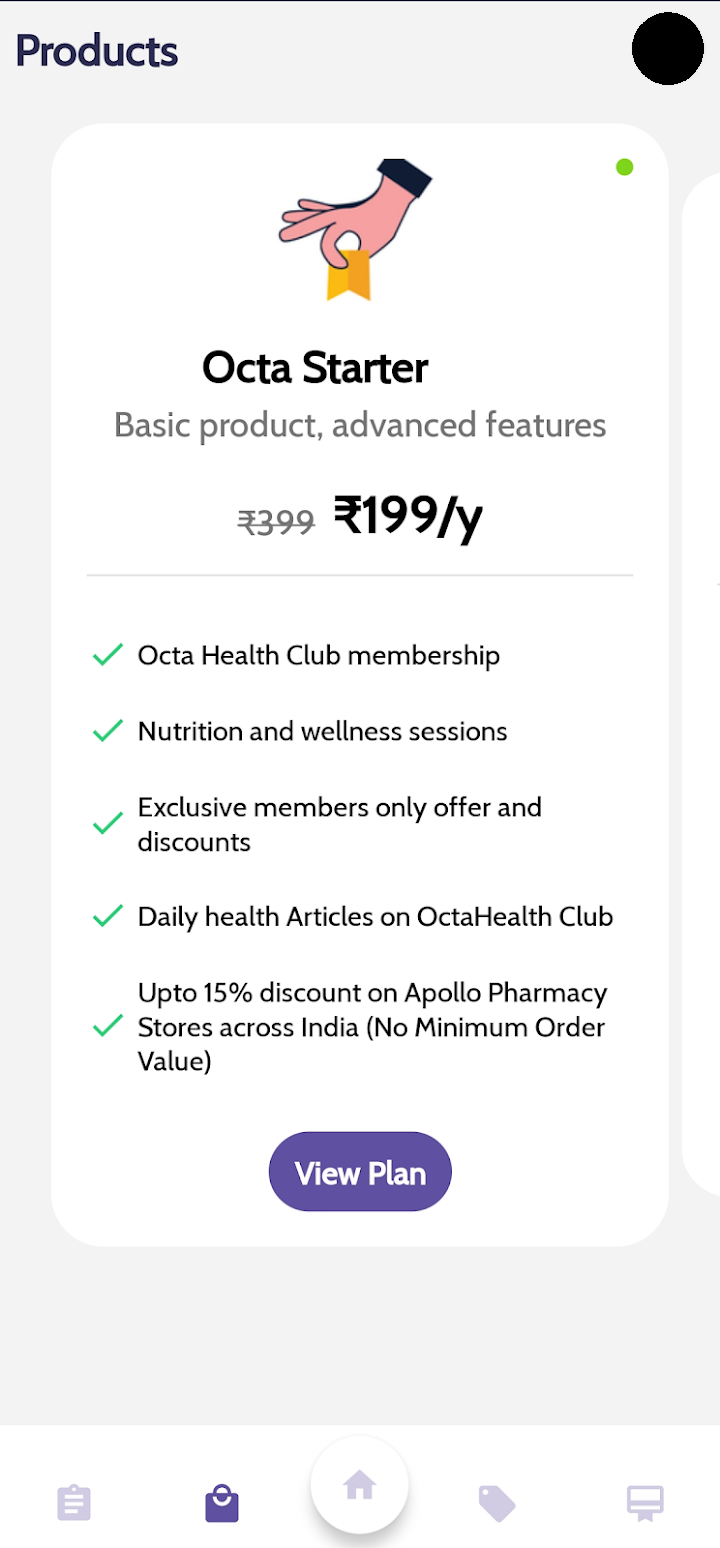 Products
Octa Starter
Basic product, advanced features
₹399 ₹199/y
Octa Health Club membership
Nutrition and wellness sessions
Exclusive members only offer and
discounts
Daily health Articles on OctaHealth Club
Upto 15% discount on Apollo Pharmacy
Stores across India (No Minimum Order
Value)
View Plan